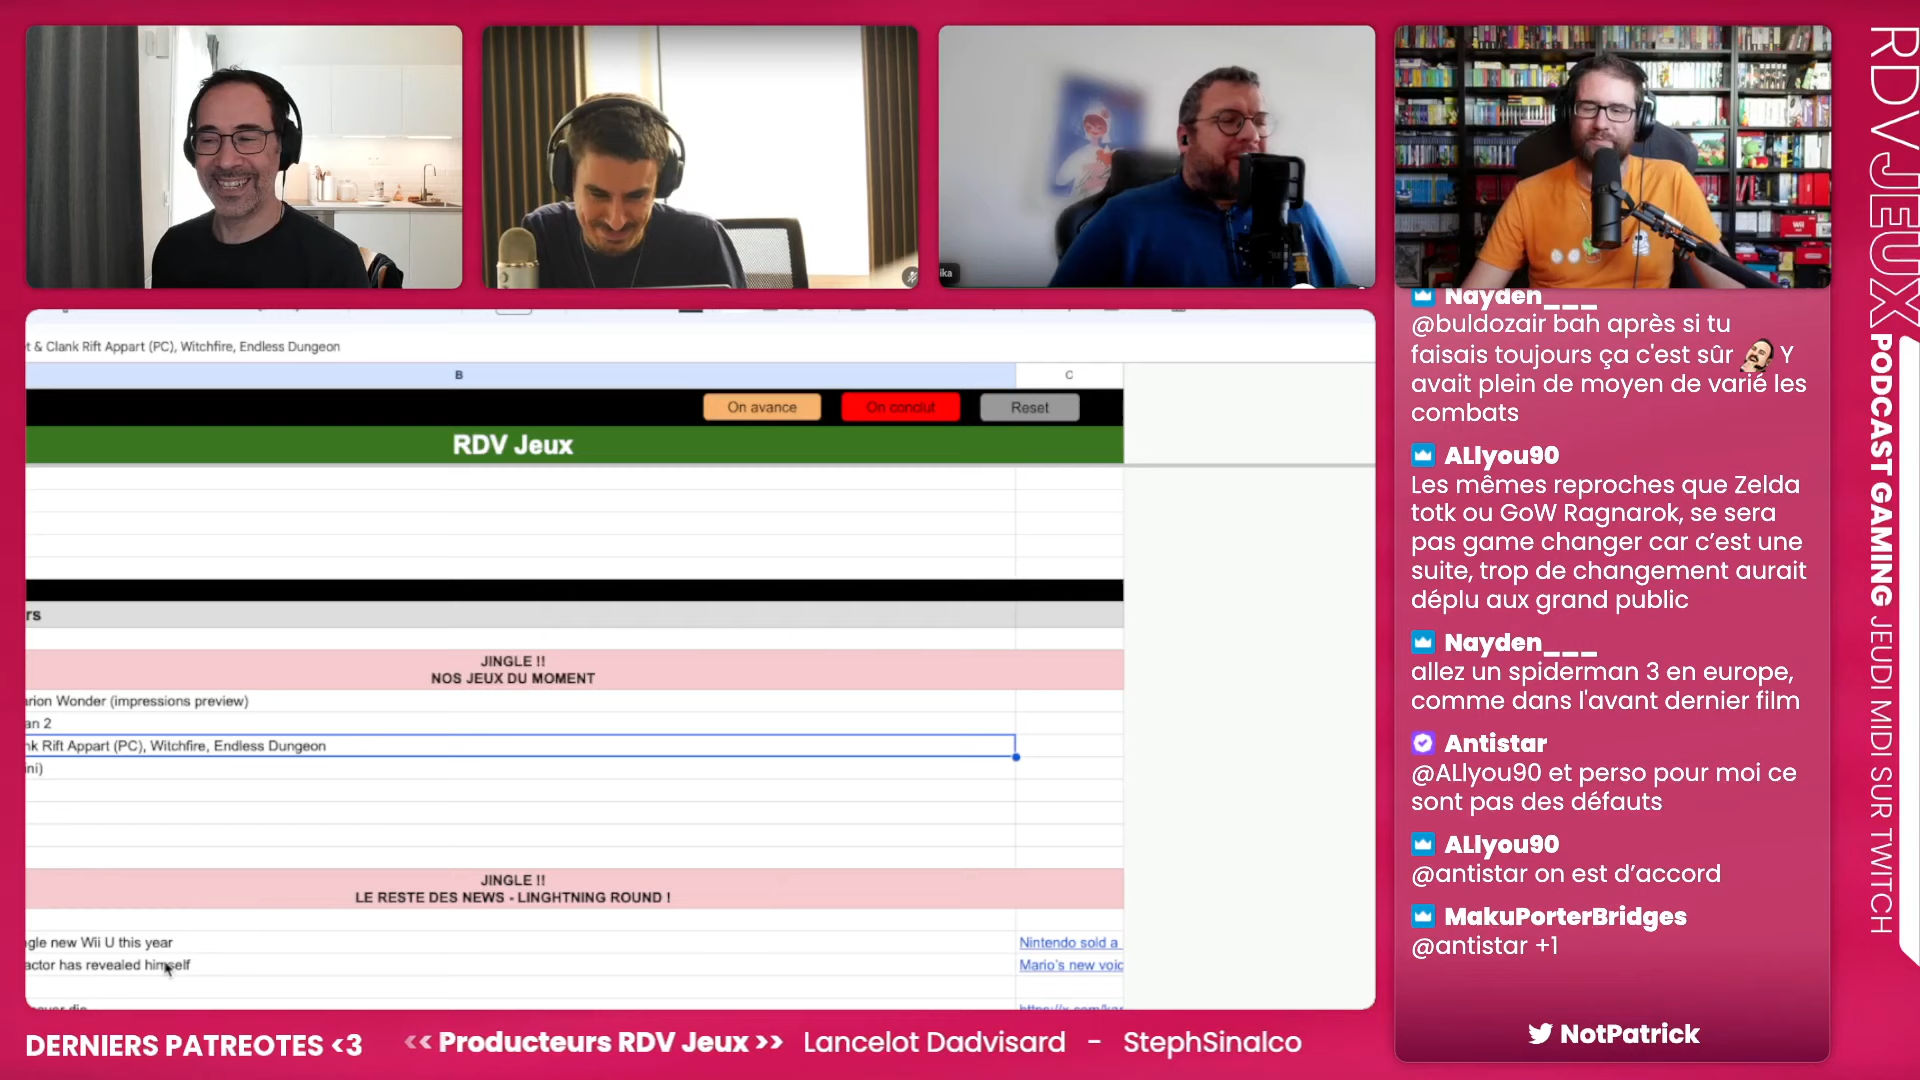 ika
t & Clank Rift Appart (PC), Witchfire, Endless Dungeon
B
C
On avance
On conclut
Reset
RDV Jeux
rs
JINGLE !!
NOS JEUX DU MOMENT
rion Wonder (impressions preview)
an 2
nk Rift Appart (PC), Witchfire, Endless Dungeon
ini)
JINGLE !!
LE RESTE DES NEWS - LINGHTNING ROUND !
gle new Wii U this year
Nintendo sold a
actor has revealed himself
Mario's new voic
Nayden___
@buldozair bah après si tu
faisais toujours ça c'est sûr Y
avait plein de moyen de varié les
combats
ALlyou90
Les mêmes reproches que Zelda
totk ou GoW Ragnarok, se sera
pas game changer car c’est une
suite, trop de changement aurait
déplu aux grand public
Nayden___
allez un spiderman 3 en europe,
comme dans l'avant dernier film
Antistar
@ALlyou90 et perso pour moi ce
sont pas des défauts
ALlyou90
@antistar on est d’accord
MakuPorterBridges
@antistar +1
NotPatrick
RDV JEUX PODCAST GAMING JEUDI MIDI SUR TWITCH
DERNIERS PATREOTES <3 << Producteurs RDV Jeux >> Lancelot Dadvisard - StephSinalco